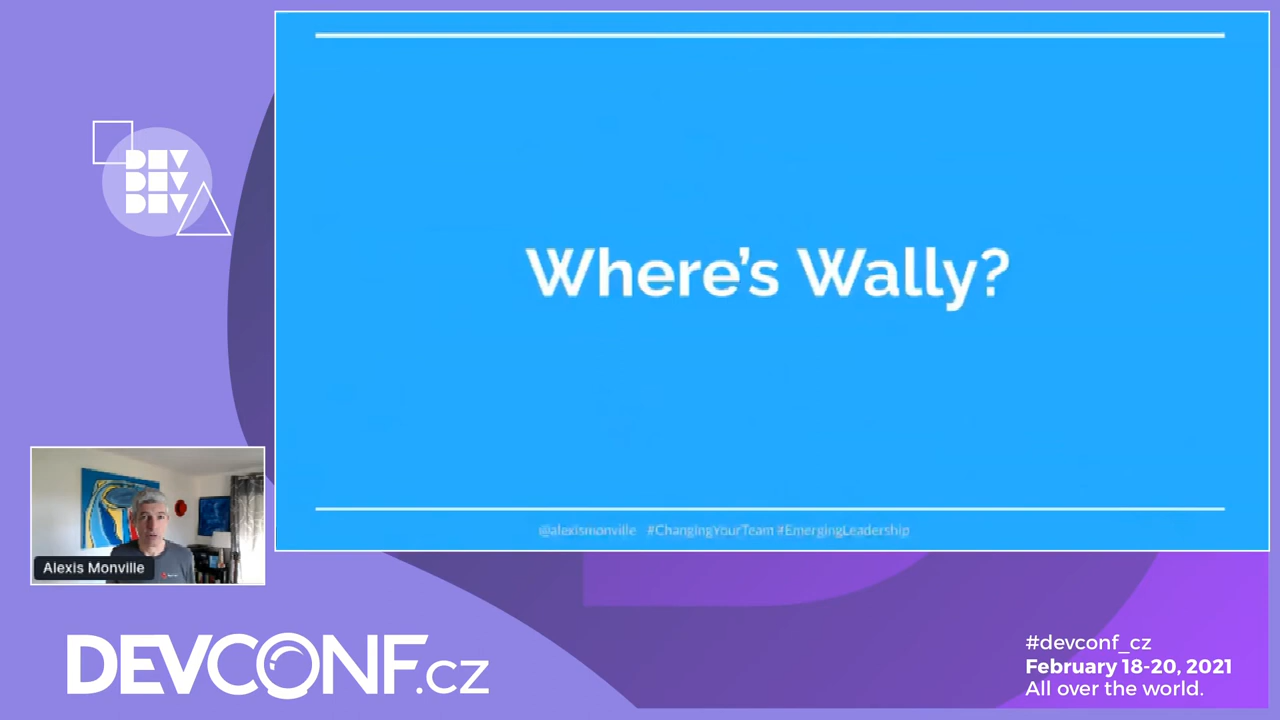 DEV
DEV
DEV
Where's Wally?
@alexismonville #ChangingYourTeam #EmergingLeadership
Alexis Monville
DEVCONF.cz
#devconf_cz
February 18-20, 2021
All over the world.